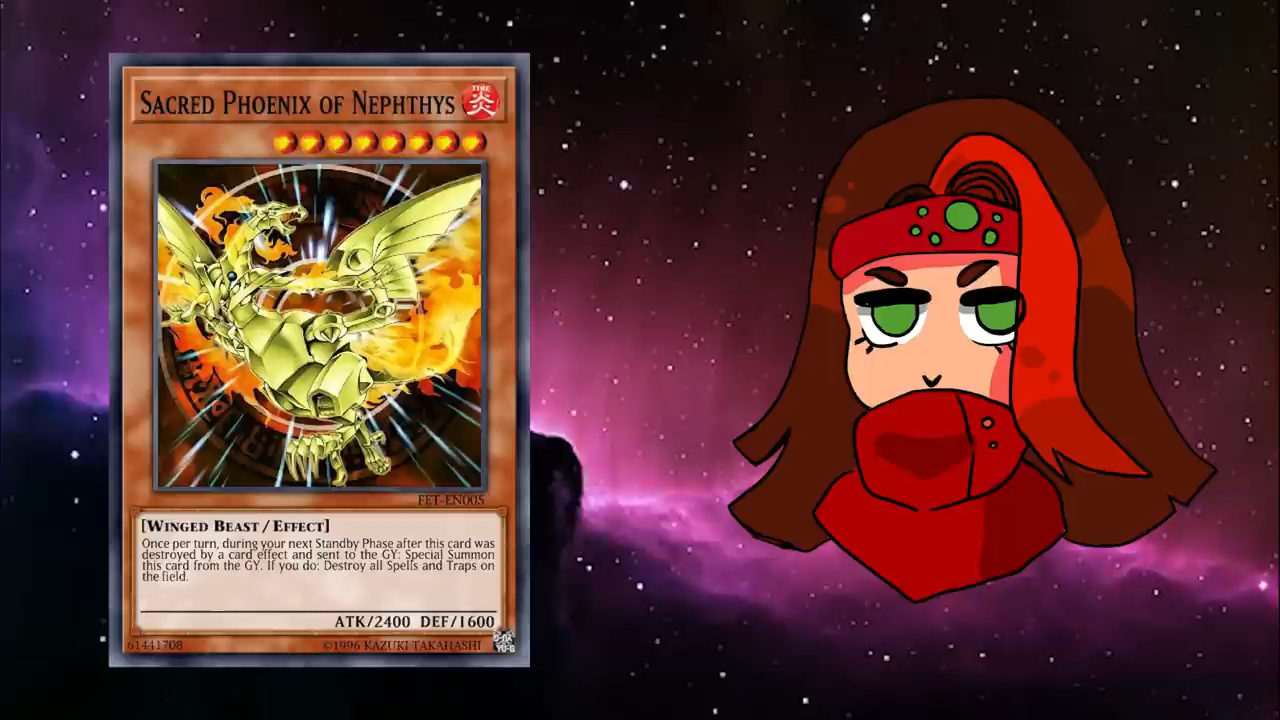 SACRED PHOENIX OF NEPHTHYS
FIRE
炎
FET-EN005
[WINGED BEAST / EFFECT]
Once per turn, during your next Standby Phase after this card was
destroyed by a card effect and sent to the GY: Special Summon
this card from the GY. If you do: Destroy all Spells and Traps on
the field.
ATK/2400 DEF/1600
61441708 ©1996 KAZUKI TAKAHASHI